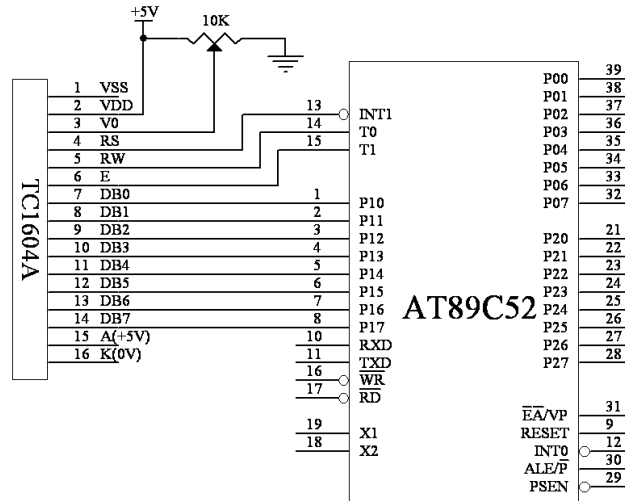 +5V
10K
TC1604A
1 VSS
2 VDD
3 V0
4 RS
5 RW
6 E
7 DB0
8 DB1
9 DB2
10 DB3
11 DB4
12 DB5
13 DB6
14 DB7
15 A(+5V)
16 K(0V)
AT89C52
13 INT1
14 T0
15 T1
1 P10
2 P11
3 P12
4 P13
5 P14
6 P15
7 P16
8 P17
10 RXD
11 TXD
16 WR
17 RD
19 X1
18 X2
P00 39
P01 38
P02 37
P03 36
P04 35
P05 34
P06 33
P07 32
P20 21
P21 22
P22 23
P23 24
P24 25
P25 26
P26 27
P27 28
EA/VP 31
RESET 9
INT0 12
ALE/P 30
PSEN 29